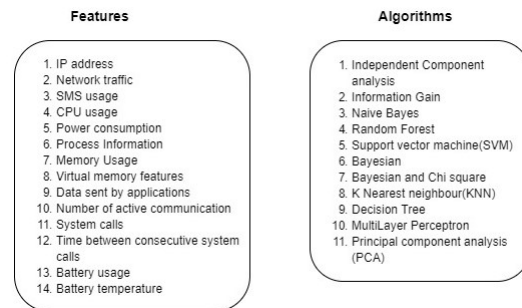 Features
1. IP address
2. Network traffic
3. SMS usage
4. CPU usage
5. Power consumption
6. Process Information
7. Memory Usage
8. Virtual memory features
9. Data sent by applications
10. Number of active communication
11. System calls
12. Time between consecutive system
calls
13. Battery usage
14. Battery temperature
Algorithms
1. Independent Component
analysis
2. Information Gain
3. Naive Bayes
4. Random Forest
5. Support vector machine(SVM)
6. Bayesian
7. Bayesian and Chi square
8. K Nearest neighbour(KNN)
9. Decision Tree
10. MultiLayer Perceptron
11. Principal component analysis
(PCA)